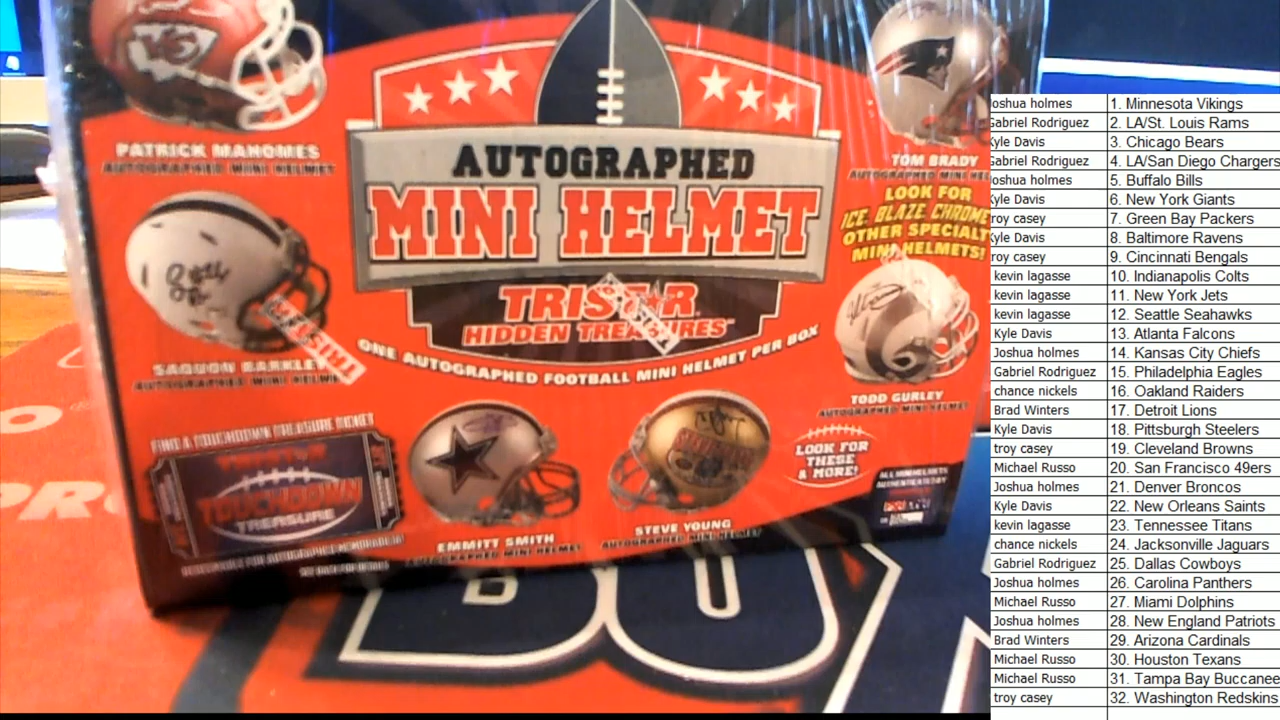 PATRICK MAHOMES
AUTOGRAPHED MINI HELMET
TOM BRADY
AUTOGRAPHED MINI HEL
AUTOGRAPHED
MINI HELMET
TRISTAR
HIDDEN TREASURES
ONE AUTOGRAPHED FOOTBALL MINI HELMET PER BOX
LOOK FOR
ICE, BLAZE, CHROME
OTHER SPECIALT
MINI HELMETS!
SAQUON BARKLEY
AUTOGRAPHED MINI HELMET
TODD GURLEY
AUTOGRAPHED MINI HELMET
FIND A TOUCHDOWN TREASURE TICKET
TOUCHDOWN
TREASURE
LOOK FOR
THESE
& MORE!
EMMITT SMITH
AUTOGRAPHED MINI HELMET
STEVE YOUNG
AUTOGRAPHED MINI HELMET
oshua holmes 1. Minnesota Vikings
Gabriel Rodriguez 2. LA/St. Louis Rams
Kyle Davis 3. Chicago Bears
Gabriel Rodriguez 4. LA/San Diego Chargers
oshua holmes 5. Buffalo Bills
Kyle Davis 6. New York Giants
roy casey 7. Green Bay Packers
Kyle Davis 8. Baltimore Ravens
roy casey 9. Cincinnati Bengals
kevin lagasse 10. Indianapolis Colts
kevin lagasse 11. New York Jets
kevin lagasse 12. Seattle Seahawks
Kyle Davis 13. Atlanta Falcons
Joshua holmes 14. Kansas City Chiefs
Gabriel Rodriguez 15. Philadelphia Eagles
chance nickels 16. Oakland Raiders
Brad Winters 17. Detroit Lions
Kyle Davis 18. Pittsburgh Steelers
troy casey 19. Cleveland Browns
Michael Russo 20. San Francisco 49ers
Joshua holmes 21. Denver Broncos
Kyle Davis 22. New Orleans Saints
kevin lagasse 23. Tennessee Titans
chance nickels 24. Jacksonville Jaguars
Gabriel Rodriguez 25. Dallas Cowboys
Joshua holmes 26. Carolina Panthers
Michael Russo 27. Miami Dolphins
Joshua holmes 28. New England Patriots
Brad Winters 29. Arizona Cardinals
Michael Russo 30. Houston Texans
Michael Russo 31. Tampa Bay Buccanee
troy casey 32. Washington Redskins